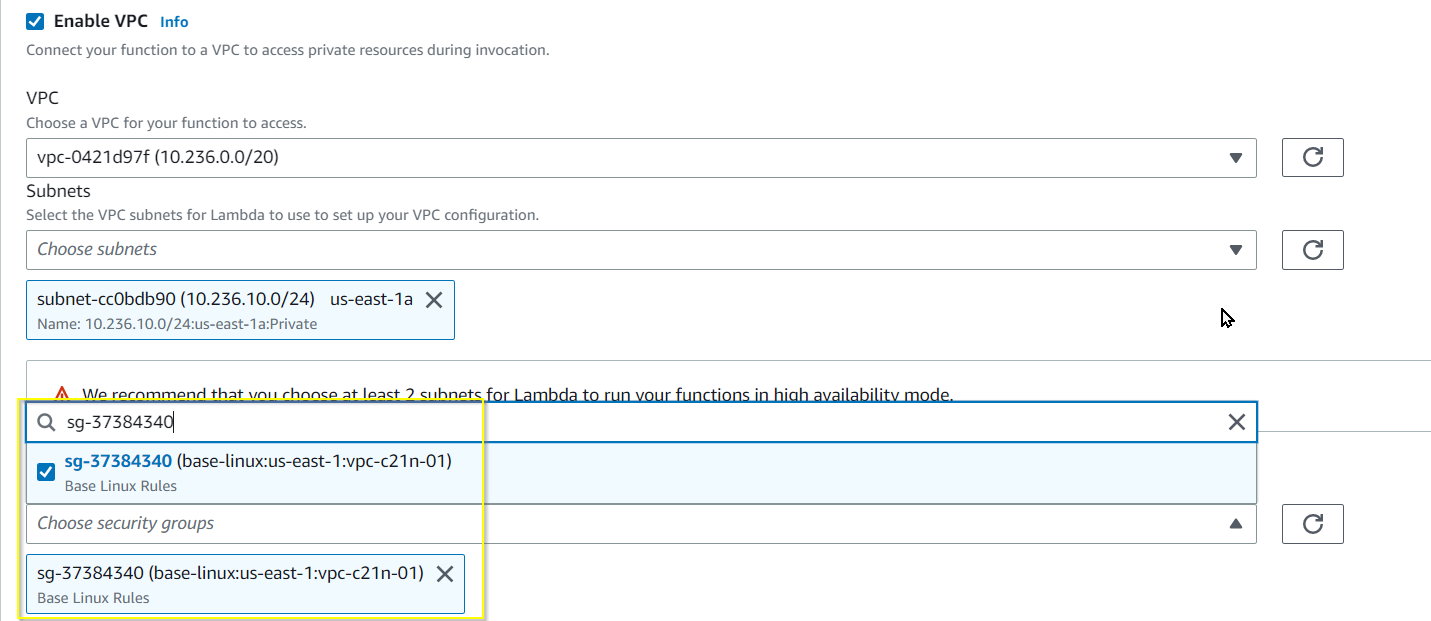 Enable VPC Info
Connect your function to a VPC to access private resources during invocation.
VPC
Choose a VPC for your function to access.
vpc-0421d97f (10.236.0.0/20)
Subnets
Select the VPC subnets for Lambda to use to set up your VPC configuration.
Choose subnets
subnet-cc0bdb90 (10.236.10.0/24) us-east-1a
Name: 10.236.10.0/24:us-east-1a:Private
We recommend that you choose at least 2 subnets for Lambda to run your functions in high availability mode.
sg-37384340
sg-37384340 (base-linux:us-east-1:vpc-c21n-01)
Base Linux Rules
Choose security groups
sg-37384340 (base-linux:us-east-1:vpc-c21n-01)
Base Linux Rules